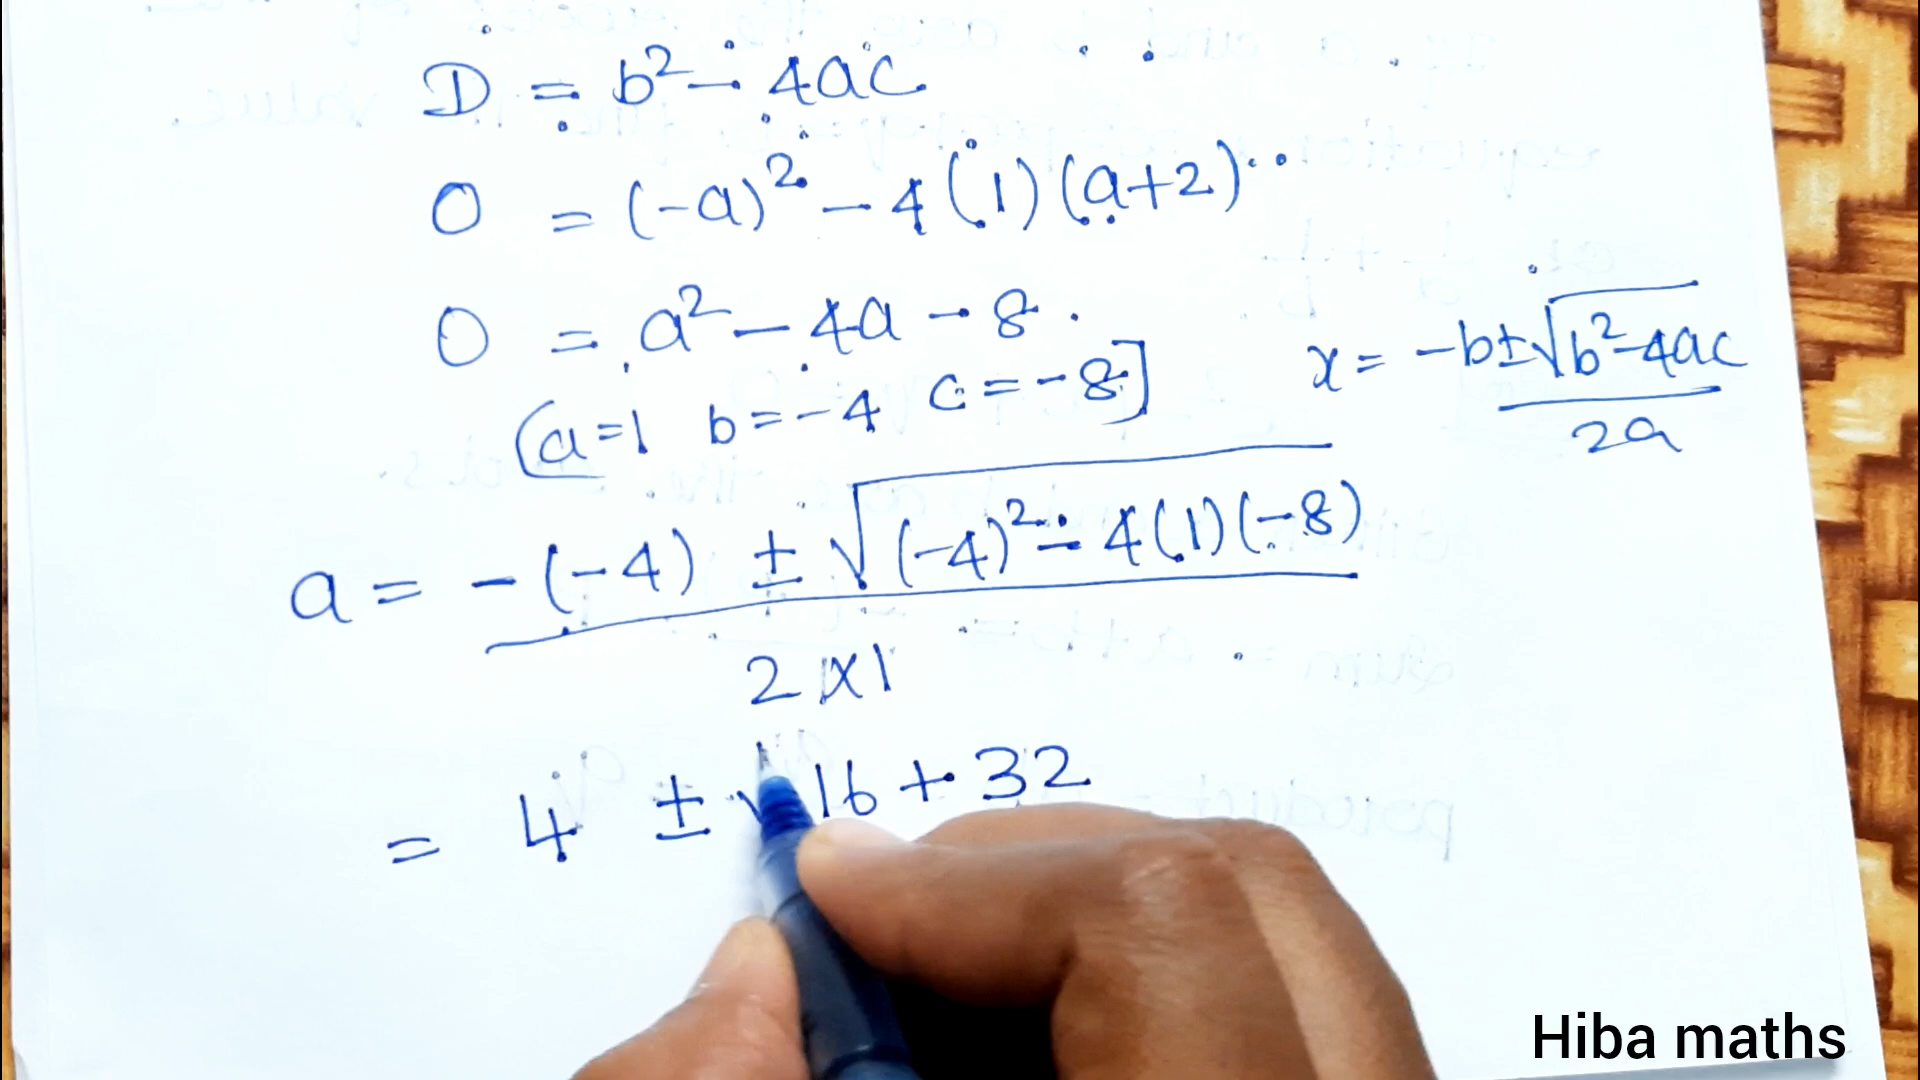 D = b² - 4ac
0 = (-a)² - 4(1)(a+2)
0 = a² - 4a - 8
(a=1 b=-4 c=-8]
x = -b±√b²-4ac
2a
a = -(-4) ± √(-4)² - 4(1)(-8)
2×1
= 4 ± √16+32
Hiba maths